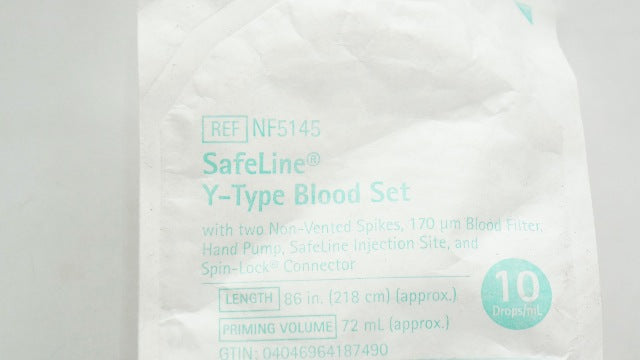 REF NF5145
SafeLine®
Y-Type Blood Set
with two Non-Vented Spikes, 170 µm Blood Filter,
Hand Pump, SafeLine Injection Site, and
Spin-Lock® Connector
LENGTH 86 in. (218 cm) (approx.)
PRIMING VOLUME 72 mL (approx.)
GTIN: 04046964187490
10
Drops/mL